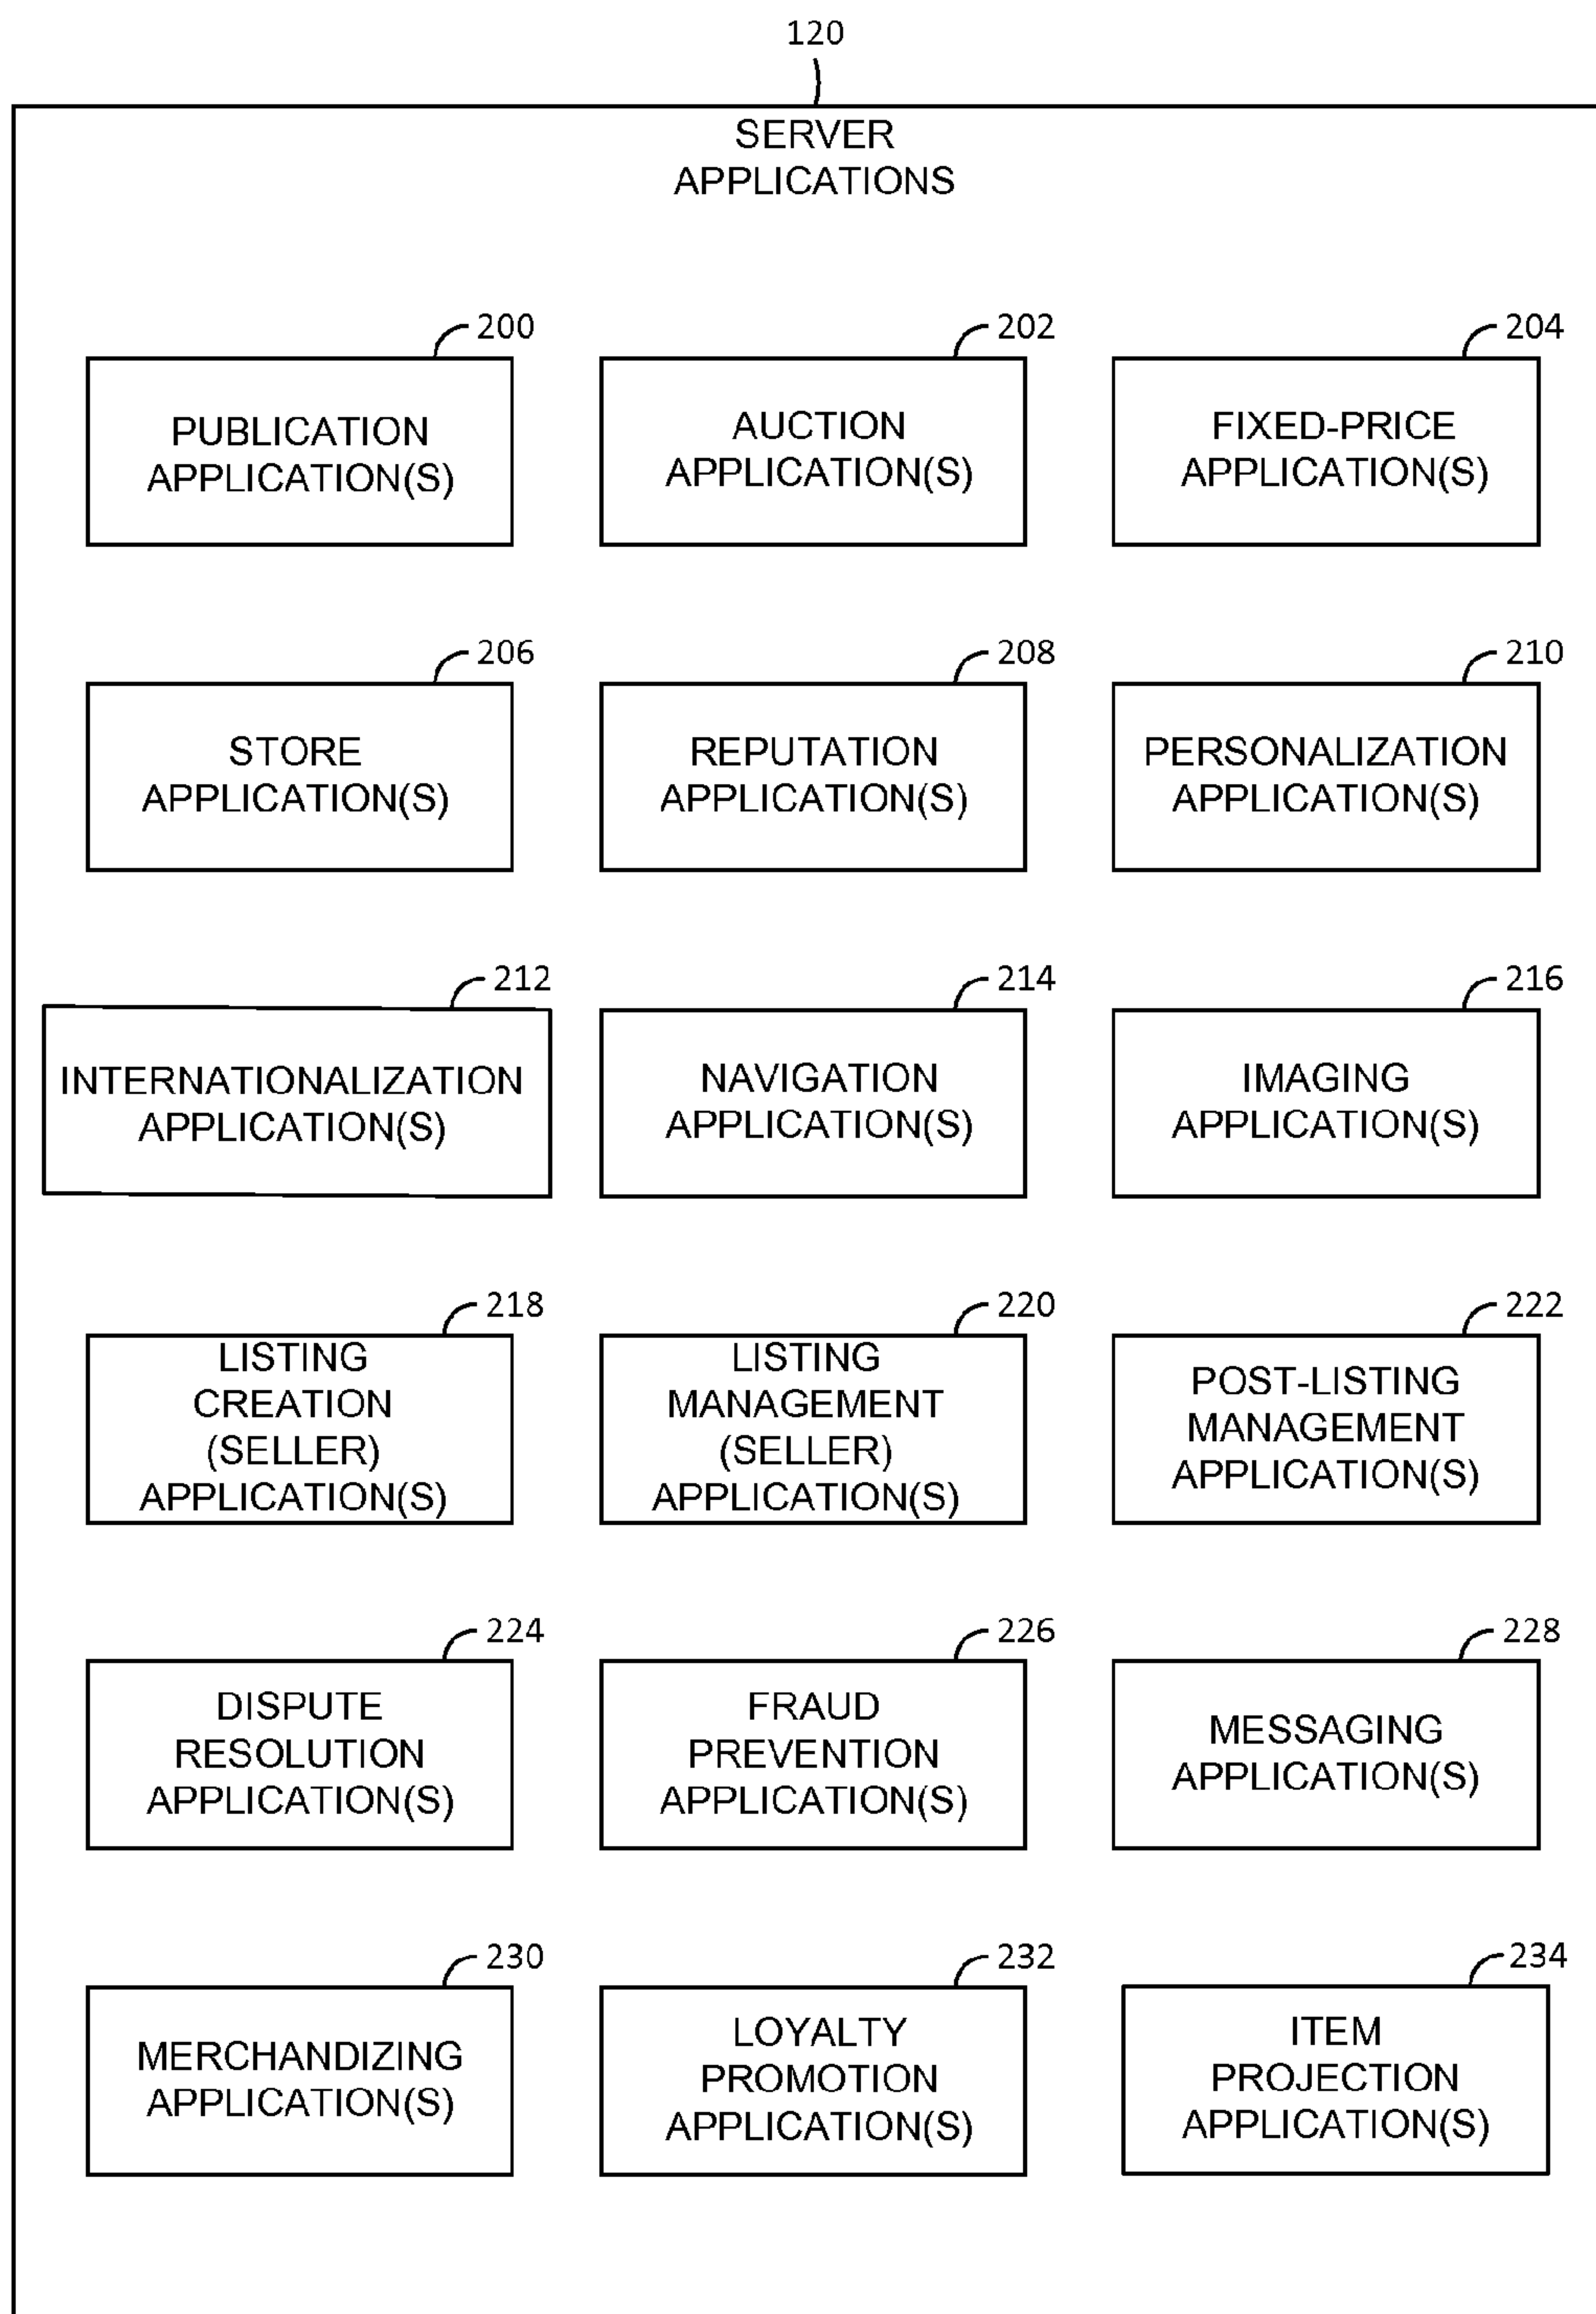 120
SERVER
APPLICATIONS
200
PUBLICATION
APPLICATION(S)
202
AUCTION
APPLICATION(S)
204
FIXED-PRICE
APPLICATION(S)
206
STORE
APPLICATION(S)
208
REPUTATION
APPLICATION(S)
210
PERSONALIZATION
APPLICATION(S)
212
INTERNATIONALIZATION
APPLICATION(S)
214
NAVIGATION
APPLICATION(S)
216
IMAGING
APPLICATION(S)
218
LISTING
CREATION
(SELLER)
APPLICATION(S)
220
LISTING
MANAGEMENT
(SELLER)
APPLICATION(S)
222
POST-LISTING
MANAGEMENT
APPLICATION(S)
224
DISPUTE
RESOLUTION
APPLICATION(S)
226
FRAUD
PREVENTION
APPLICATION(S)
228
MESSAGING
APPLICATION(S)
230
MERCHANDIZING
APPLICATION(S)
232
LOYALTY
PROMOTION
APPLICATION(S)
234
ITEM
PROJECTION
APPLICATION(S)